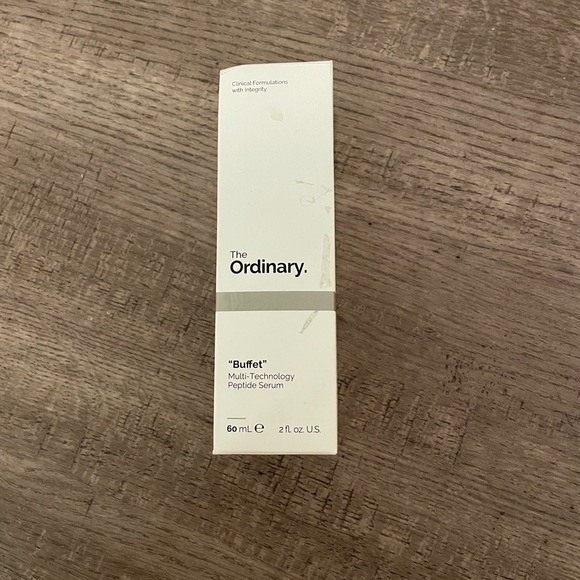 Clinical Formulations
with Integrity.
The
Ordinary.
"Buffet"
Multi-Technology
Peptide Serum
60 mL ℮ 2 fl. oz. U.S.